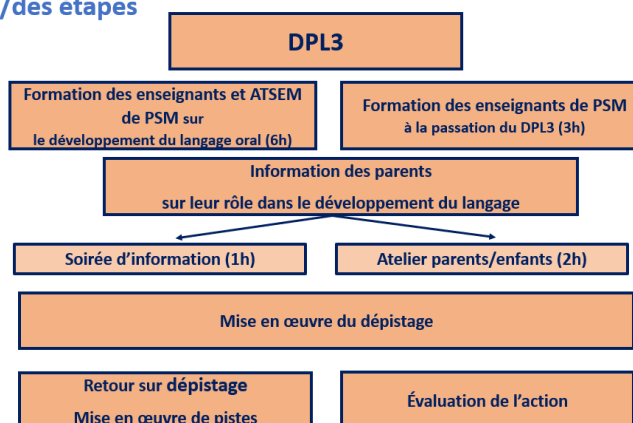 /des étapes
DPL3
Formation des enseignants et ATSEM
de PSM sur
le développement du langage oral (6h)
Formation des enseignants de PSM
à la passation du DPL3 (3h)
Information des parents
sur leur rôle dans le développement du langage
Soirée d'information (1h)
Atelier parents/enfants (2h)
Mise en œuvre du dépistage
Retour sur dépistage
Mise en œuvre de pistes
Évaluation de l'action